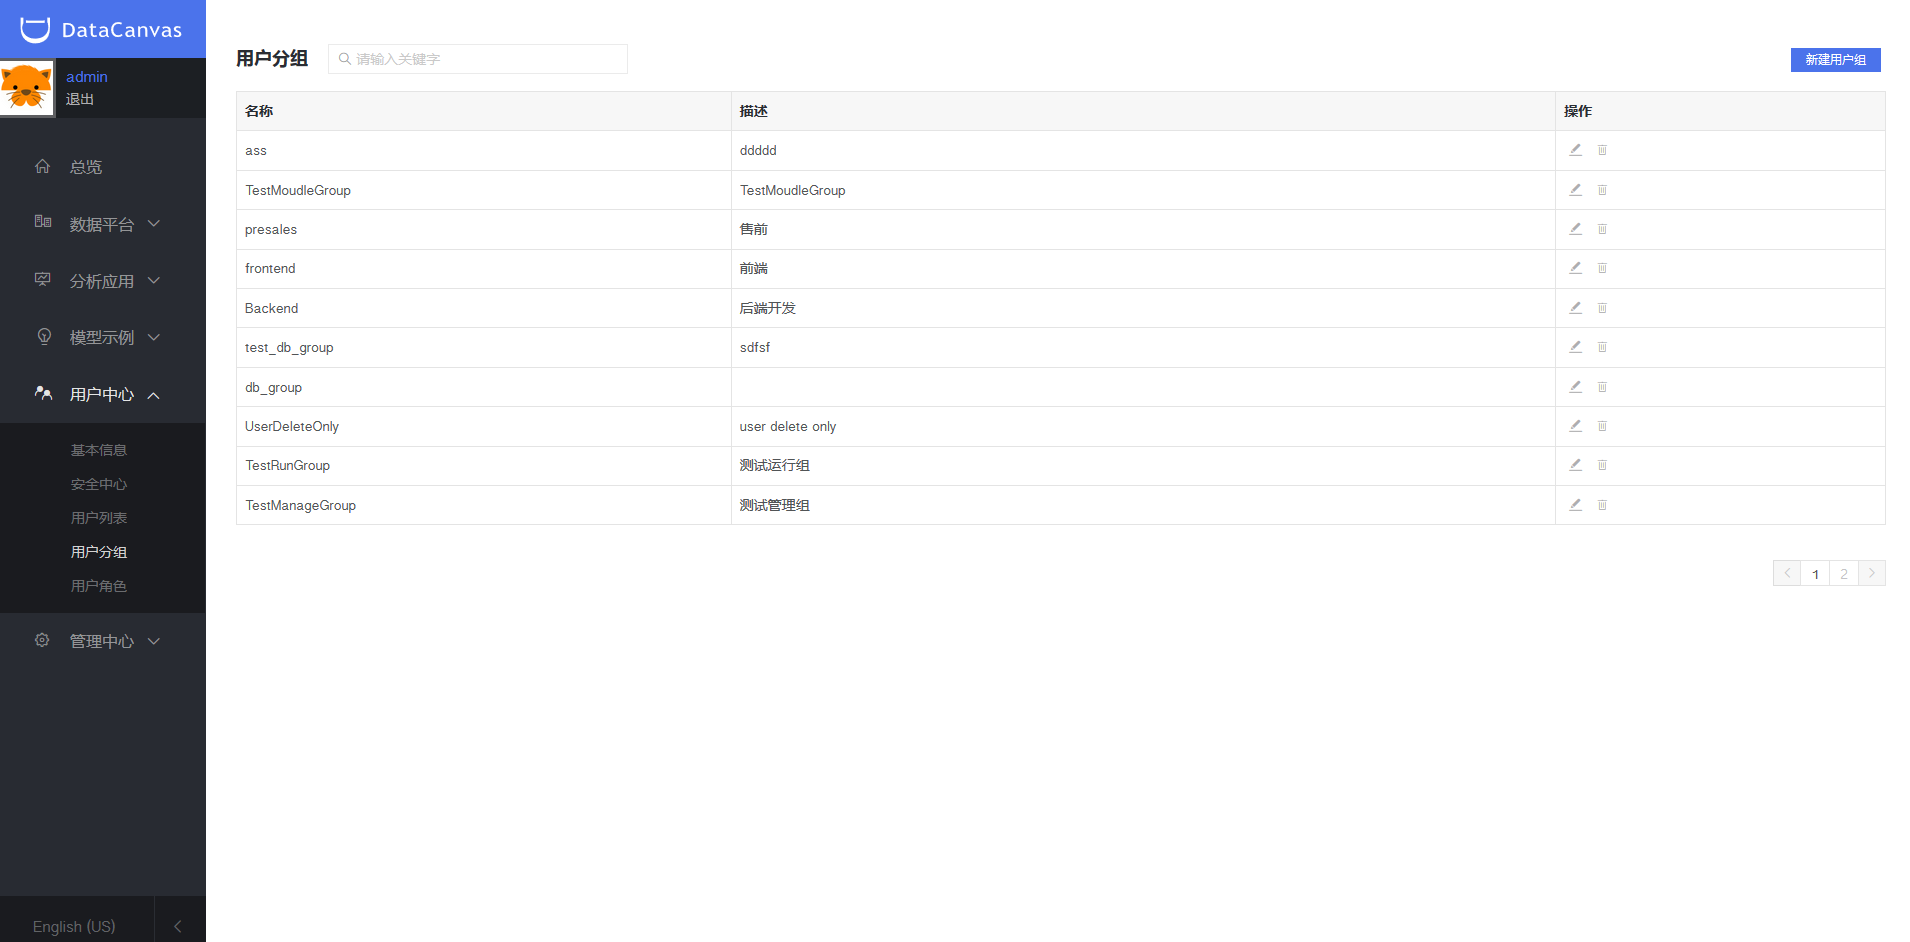 DataCanvas
admin
退出
总览
数据平台
分析应用
模型示例
用户中心
基本信息
安全中心
用户列表
用户分组
用户角色
管理中心
English (US)
用户分组 请输入关键字 新建用户组
名称 描述 操作
ass ddddd
TestMoudleGroup TestMoudleGroup
presales 售前
frontend 前端
Backend 后端开发
test_db_group sdfsf
db_group
UserDeleteOnly user delete only
TestRunGroup 测试运行组
TestManageGroup 测试管理组
1 2